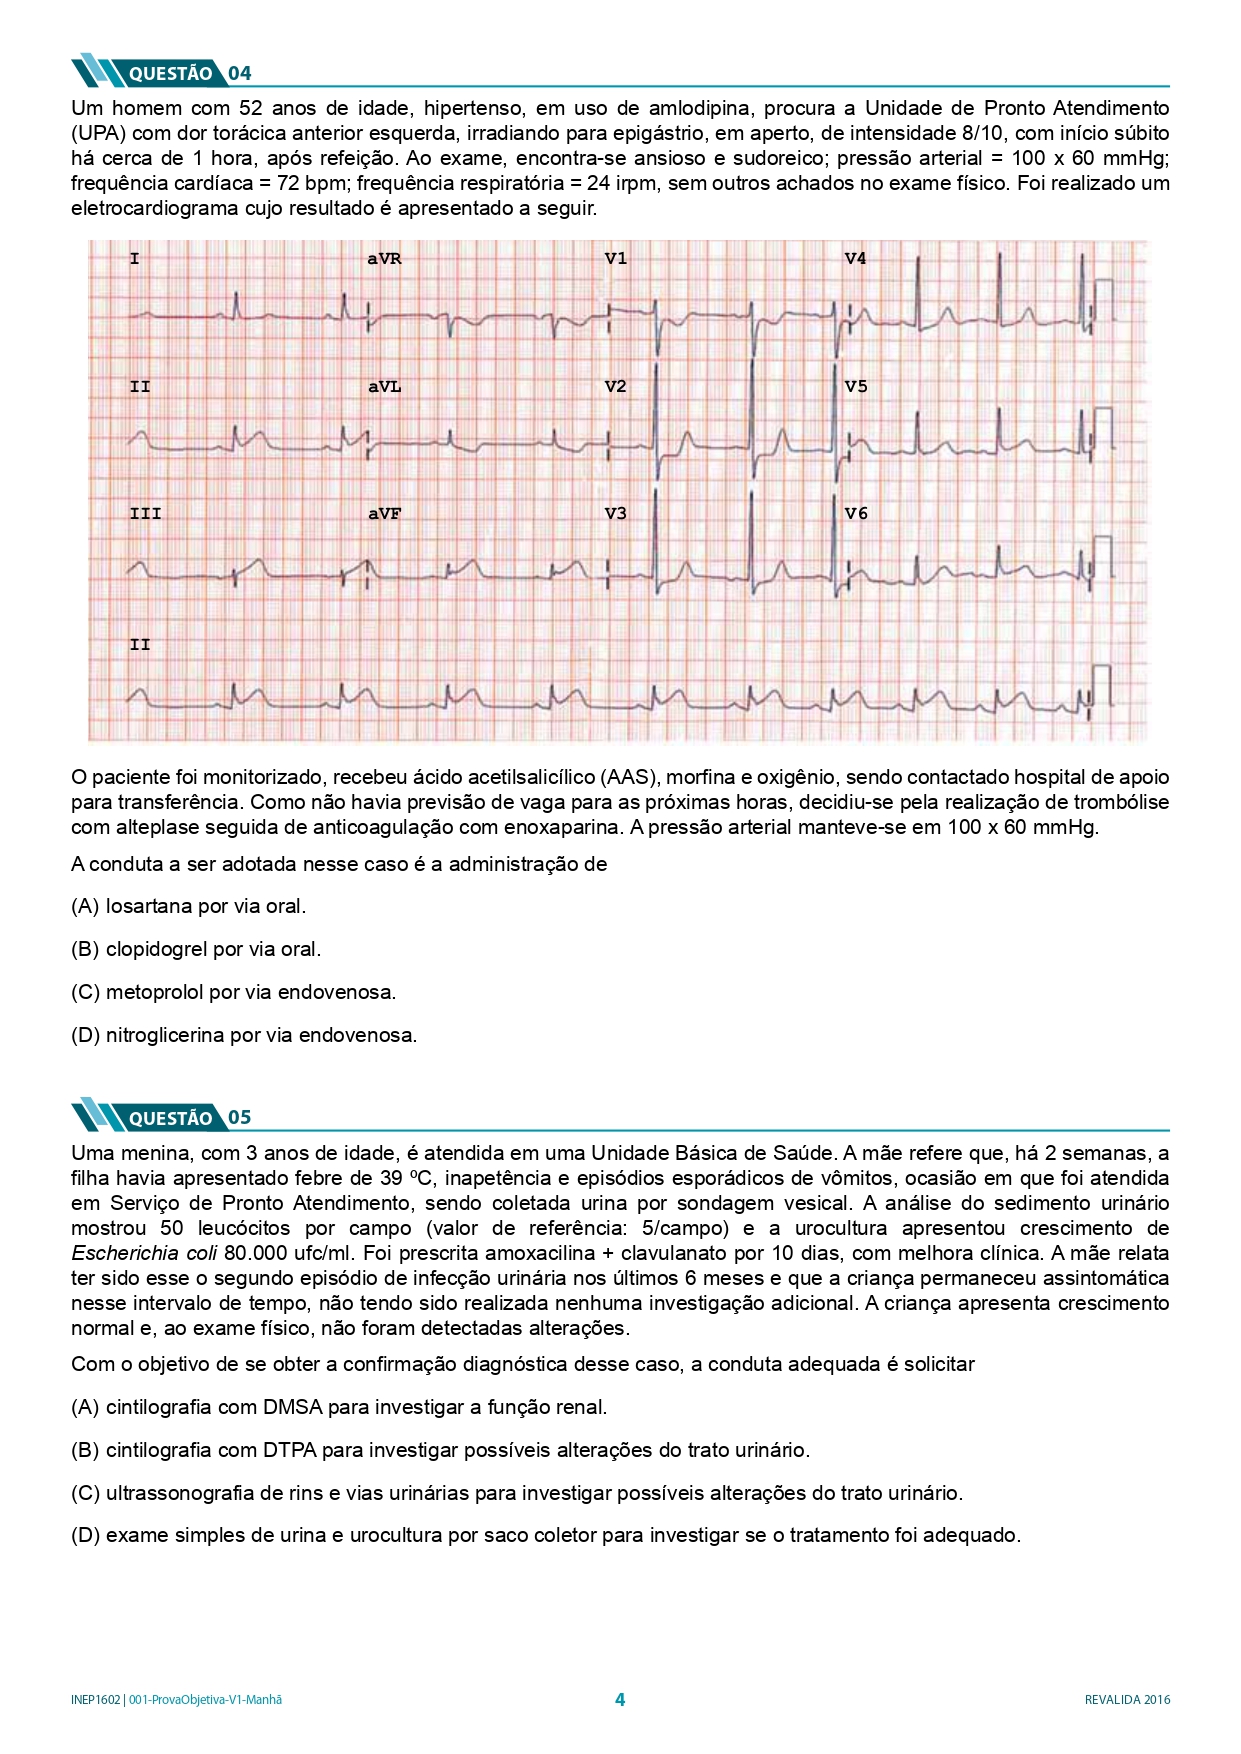 QUESTÃO 04
Um homem com 52 anos de idade, hipertenso, em uso de amlodipina, procura a Unidade de Pronto Atendimento
(UPA) com dor torácica anterior esquerda, irradiando para epigástrio, em aperto, de intensidade 8/10, com início súbito
há cerca de 1 hora, após refeição. Ao exame, encontra-se ansioso e sudoreico; pressão arterial = 100 x 60 mmHg;
frequência cardíaca = 72 bpm; frequência respiratória = 24 irpm, sem outros achados no exame físico. Foi realizado um
eletrocardiograma cujo resultado é apresentado a seguir.
I aVR V1 V4
II aVL V2 V5
III aVF V3 V6
II
O paciente foi monitorizado, recebeu ácido acetilsalicílico (AAS), morfina e oxigênio, sendo contactado hospital de apoio
para transferência. Como não havia previsão de vaga para as próximas horas, decidiu-se pela realização de trombólise
com alteplase seguida de anticoagulação com enoxaparina. A pressão arterial manteve-se em 100 x 60 mmHg.
A conduta a ser adotada nesse caso é a administração de
(A) losartana por via oral.
(B) clopidogrel por via oral.
(C) metoprolol por via endovenosa.
(D) nitroglicerina por via endovenosa.
QUESTÃO 05
Uma menina, com 3 anos de idade, é atendida em uma Unidade Básica de Saúde. A mãe refere que, há 2 semanas, a
filha havia apresentado febre de 39 ºC, inapetência e episódios esporádicos de vômitos, ocasião em que foi atendida
em Serviço de Pronto Atendimento, sendo coletada urina por sondagem vesical. A análise do sedimento urinário
mostrou 50 leucócitos por campo (valor de referência: 5/campo) e a urocultura apresentou crescimento de
Escherichia coli 80.000 ufc/ml. Foi prescrita amoxacilina + clavulanato por 10 dias, com melhora clínica. A mãe relata
ter sido esse o segundo episódio de infecção urinária nos últimos 6 meses e que a criança permaneceu assintomática
nesse intervalo de tempo, não tendo sido realizada nenhuma investigação adicional. A criança apresenta crescimento
normal e, ao exame físico, não foram detectadas alterações.
Com o objetivo de se obter a confirmação diagnóstica desse caso, a conduta adequada é solicitar
(A) cintilografia com DMSA para investigar a função renal.
(B) cintilografia com DTPA para investigar possíveis alterações do trato urinário.
(C) ultrassonografia de rins e vias urinárias para investigar possíveis alterações do trato urinário.
(D) exame simples de urina e urocultura por saco coletor para investigar se o tratamento foi adequado.
INEP1602 | 001-ProvaObjetiva-V1-Manhã 4 REVALIDA 2016